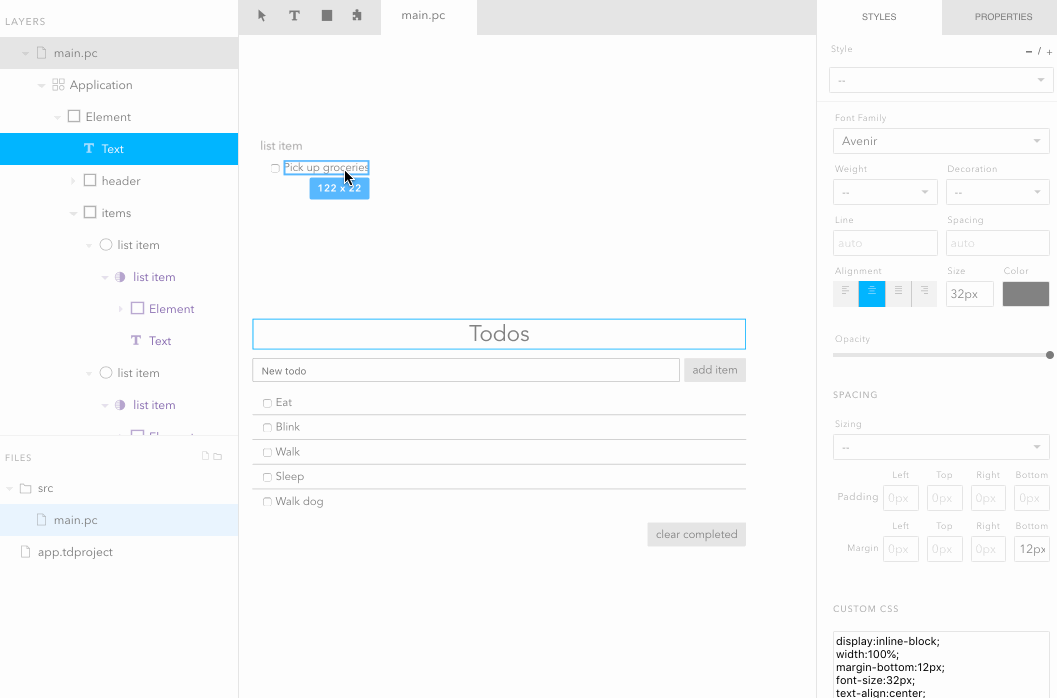 LAYERS
main.pc
Application
Element
Text
header
items
list item
list item
Element
Text
list item
list item
FILES
src
main.pc
app.tdproject
T
main.pc
list item
Pick up groceries
122 x 22
Todos
New todo
add item
Eat
Blink
Walk
Sleep
Walk dog
clear completed
STYLES PROPERTIES
Style
– / +
--
Font Family
Avenir
Weight Decoration
-- --
Line Spacing
auto auto
Alignment Size Color
32px
Opacity
SPACING
Sizing
--
Left Top Right Bottom
Padding 0px 0px 0px 0px
Left Top Right Bottom
Margin 0px 0px 0px 12px
CUSTOM CSS
display:inline-block;
width:100%;
margin-bottom:12px;
font-size:32px;
text-align:center;